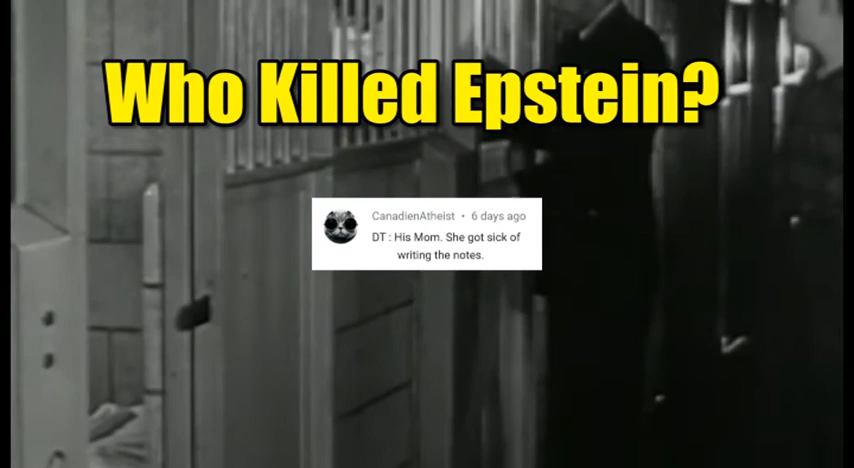 Who Killed Epstein?
CanadienAtheist • 6 days ago
DT : His Mom. She got sick of
writing the notes.